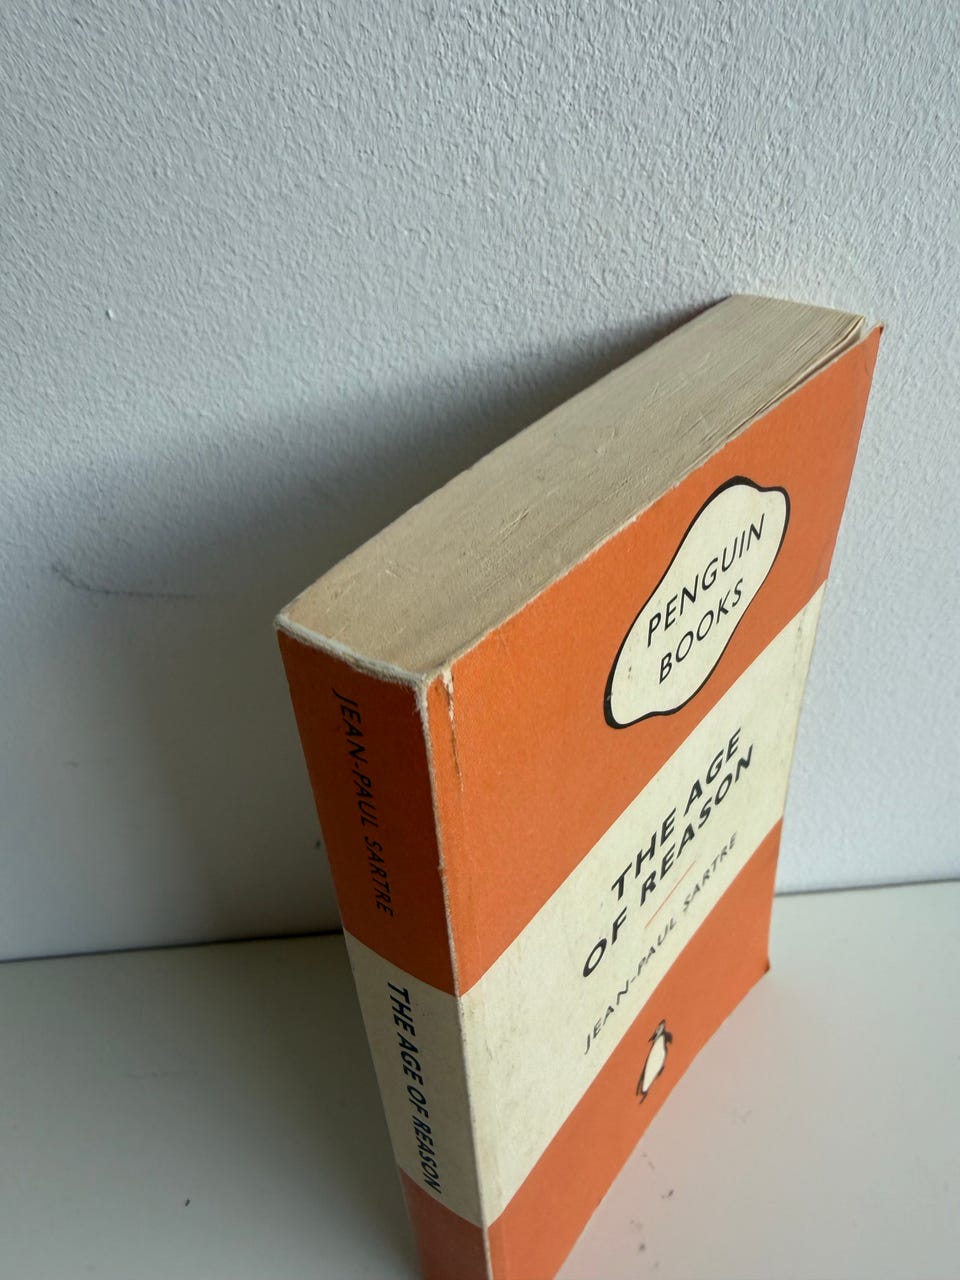 JEAN-PAUL SARTRE
THE AGE OF REASON
PENGUIN
BOOKS
THE AGE
OF REASON
JEAN-PAUL SARTRE